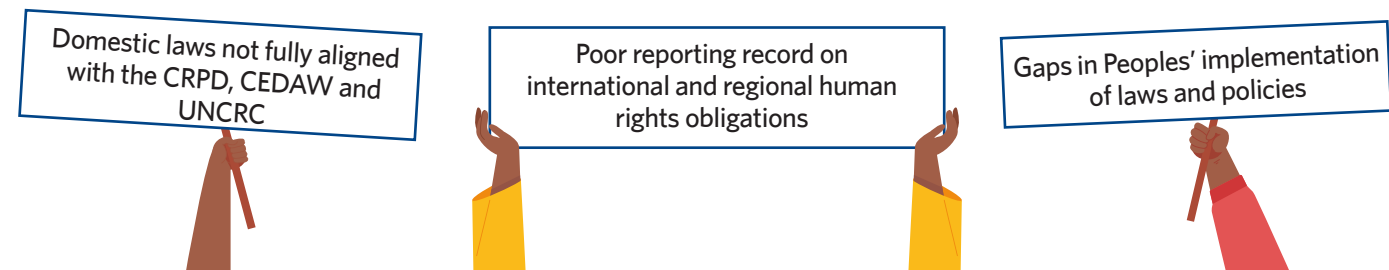 Domestic laws not fully aligned
with the CRPD, CEDAW and
UNCRC
Poor reporting record on
international and regional human
rights obligations
Gaps in Peoples' implementation
of laws and policies